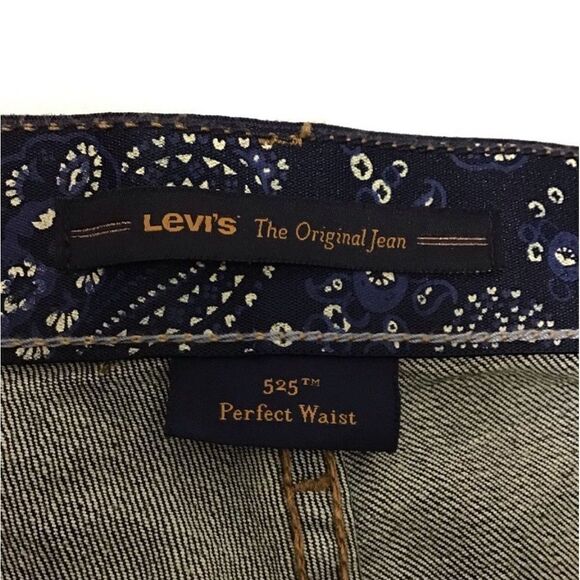 LEVI'S The Original Jean
525™
Perfect Waist